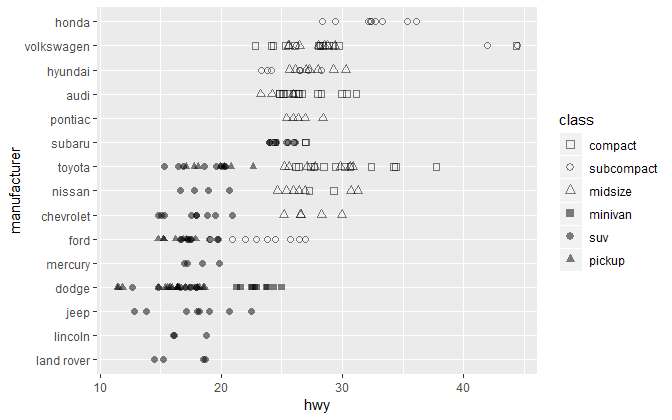 honda
volkswagen
hyundai
audi
pontiac
subaru
toyota
nissan
chevrolet
ford
mercury
dodge
jeep
lincoln
land rover
manufacturer
10 20 30 40
hwy
class
compact
subcompact
midsize
minivan
suv
pickup